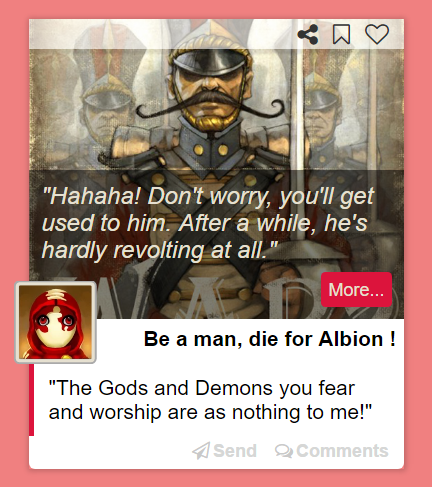 "Hahaha! Don't worry, you'll get
used to him. After a while, he's
hardly revolting at all."
More...
Be a man, die for Albion !
"The Gods and Demons you fear
and worship are as nothing to me!"
Send Comments